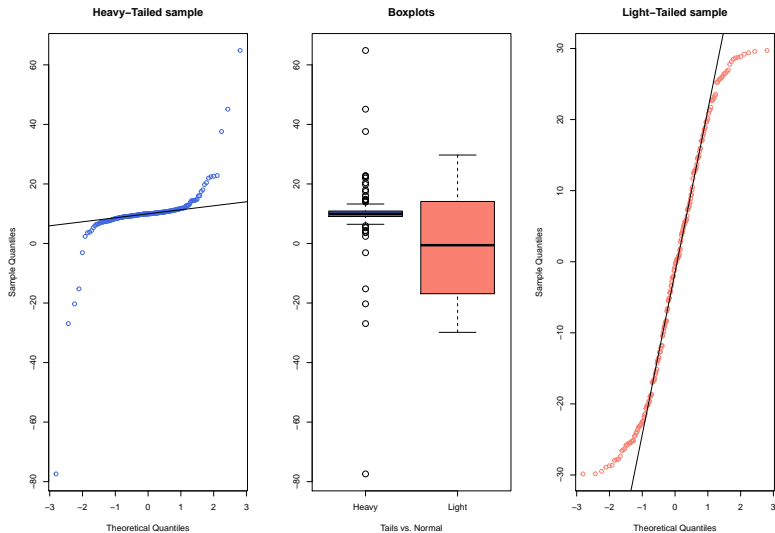 Heavy−Tailed sample
60
40
20
0
−20
−40
−60
−80
Sample Quantiles
−3 −2 −1 0 1 2 3
Theoretical Quantiles
Boxplots
60
40
20
0
−20
−40
−60
−80
Heavy Light
Tails vs. Normal
Light−Tailed sample
30
20
10
0
−10
−20
−30
Sample Quantiles
−3 −2 −1 0 1 2 3
Theoretical Quantiles